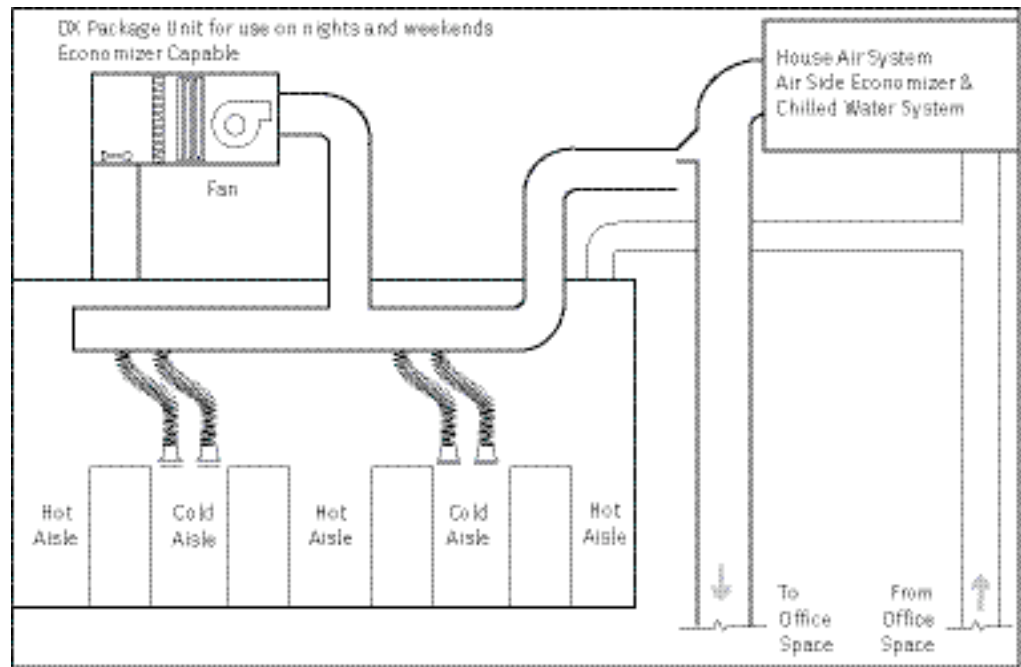 DX Package Unit for use on nights and weekends
Economizer Capable
House Air System
Air Side Economizer &
Chilled Water System
Fan
Hot
Aisle
Cold
Aisle
Hot
Aisle
Cold
Aisle
Hot
Aisle
To
Office
Space
From
Office
Space